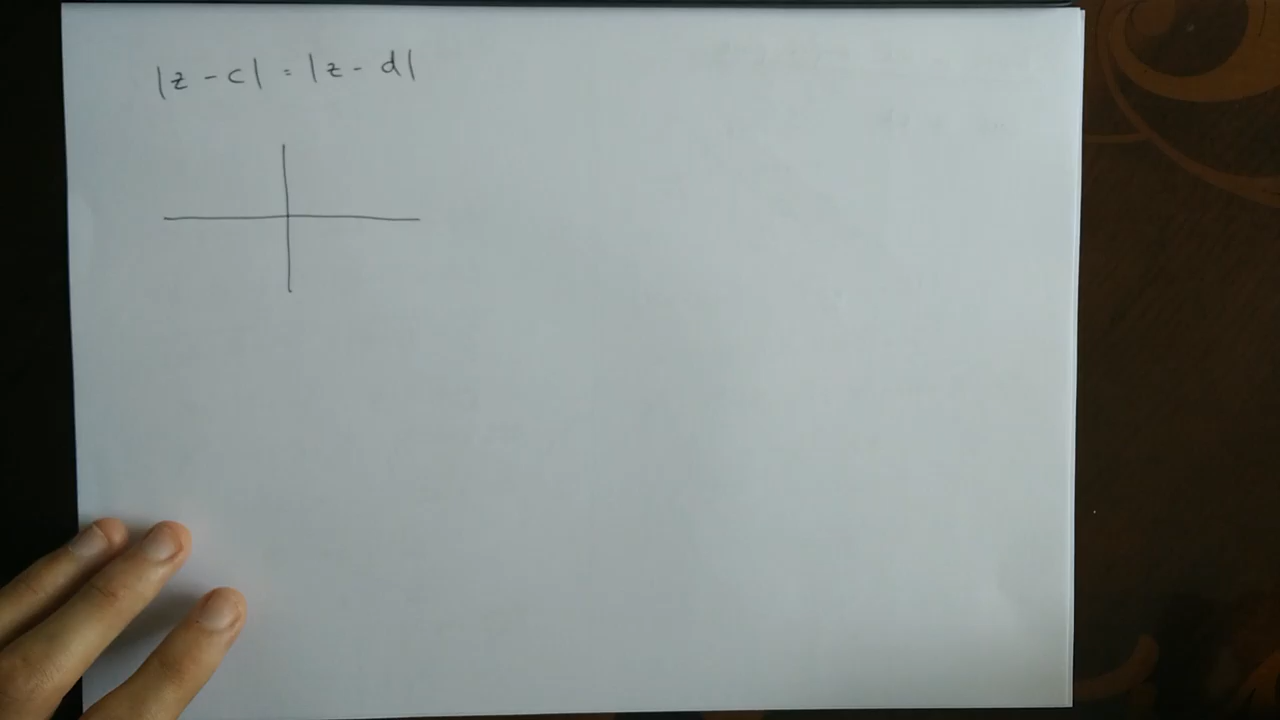 |z - c| = |z - d|